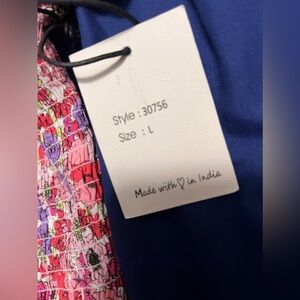 Style : 30756
Size : L
Made with ♡ in India